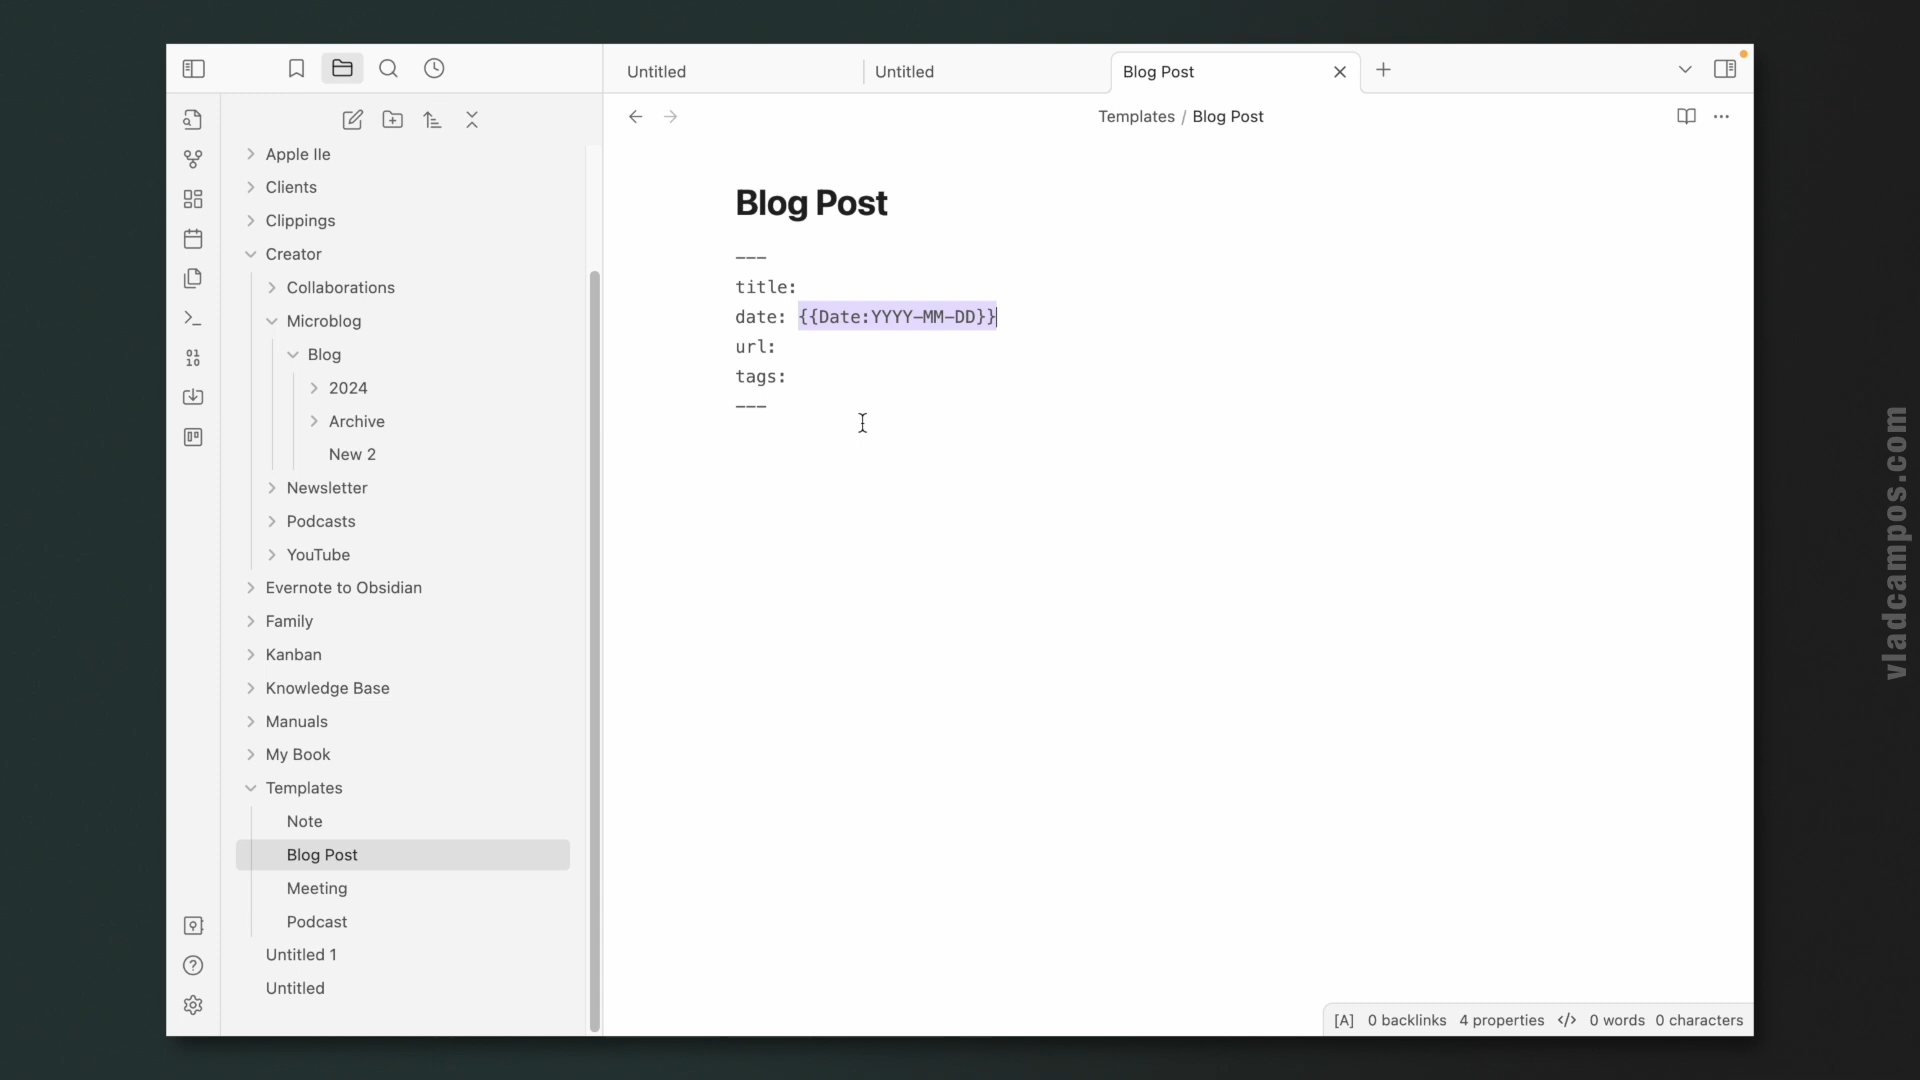 Untitled
Untitled
Blog Post
Templates / Blog Post
Apple IIe
Clients
Clippings
Creator
Collaborations
Microblog
Blog
2024
Archive
New 2
Newsletter
Podcasts
YouTube
Evernote to Obsidian
Family
Kanban
Knowledge Base
Manuals
My Book
Templates
Note
Blog Post
Meeting
Podcast
Untitled 1
Untitled
Blog Post
---
title:
date: {{Date:YYYY-MM-DD}}
url:
tags:
---
[A] 0 backlinks 4 properties </> 0 words 0 characters
vladcampos.com